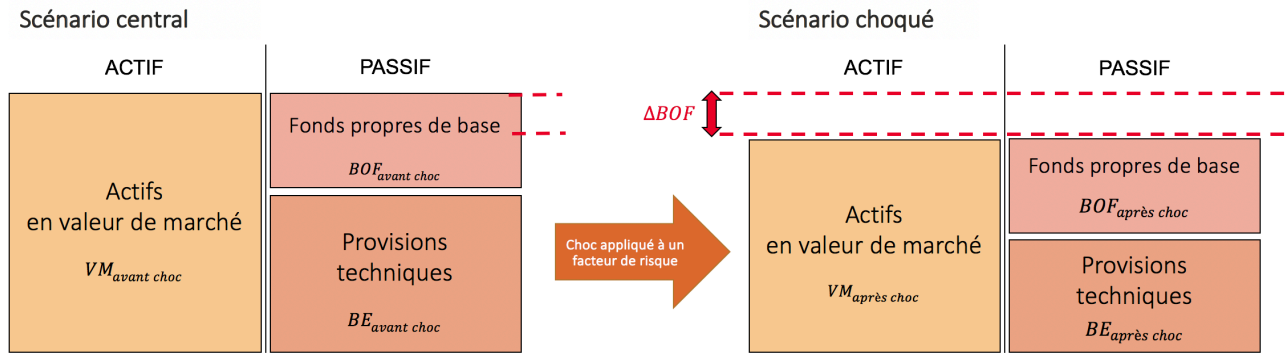 Scénario central
ACTIF
PASSIF
Actifs
en valeur de marché
VM_avant choc
Fonds propres de base
BOF_avant choc
Provisions
techniques
BE_avant choc
Choc appliqué à un
facteur de risque
Scénario choqué
ACTIF
PASSIF
ΔBOF
Actifs
en valeur de marché
VM_après choc
Fonds propres de base
BOF_après choc
Provisions
techniques
BE_après choc